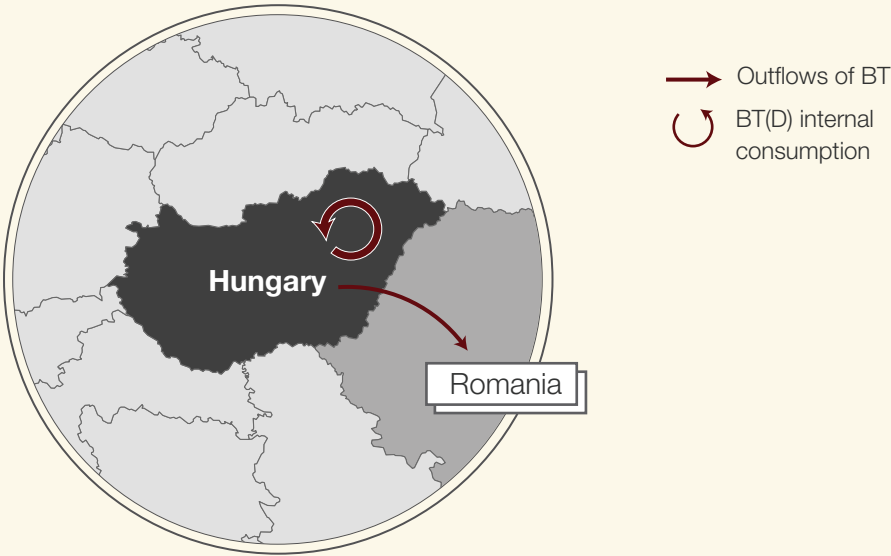 Outflows of BT
BT(D) internal
consumption
Hungary
Romania